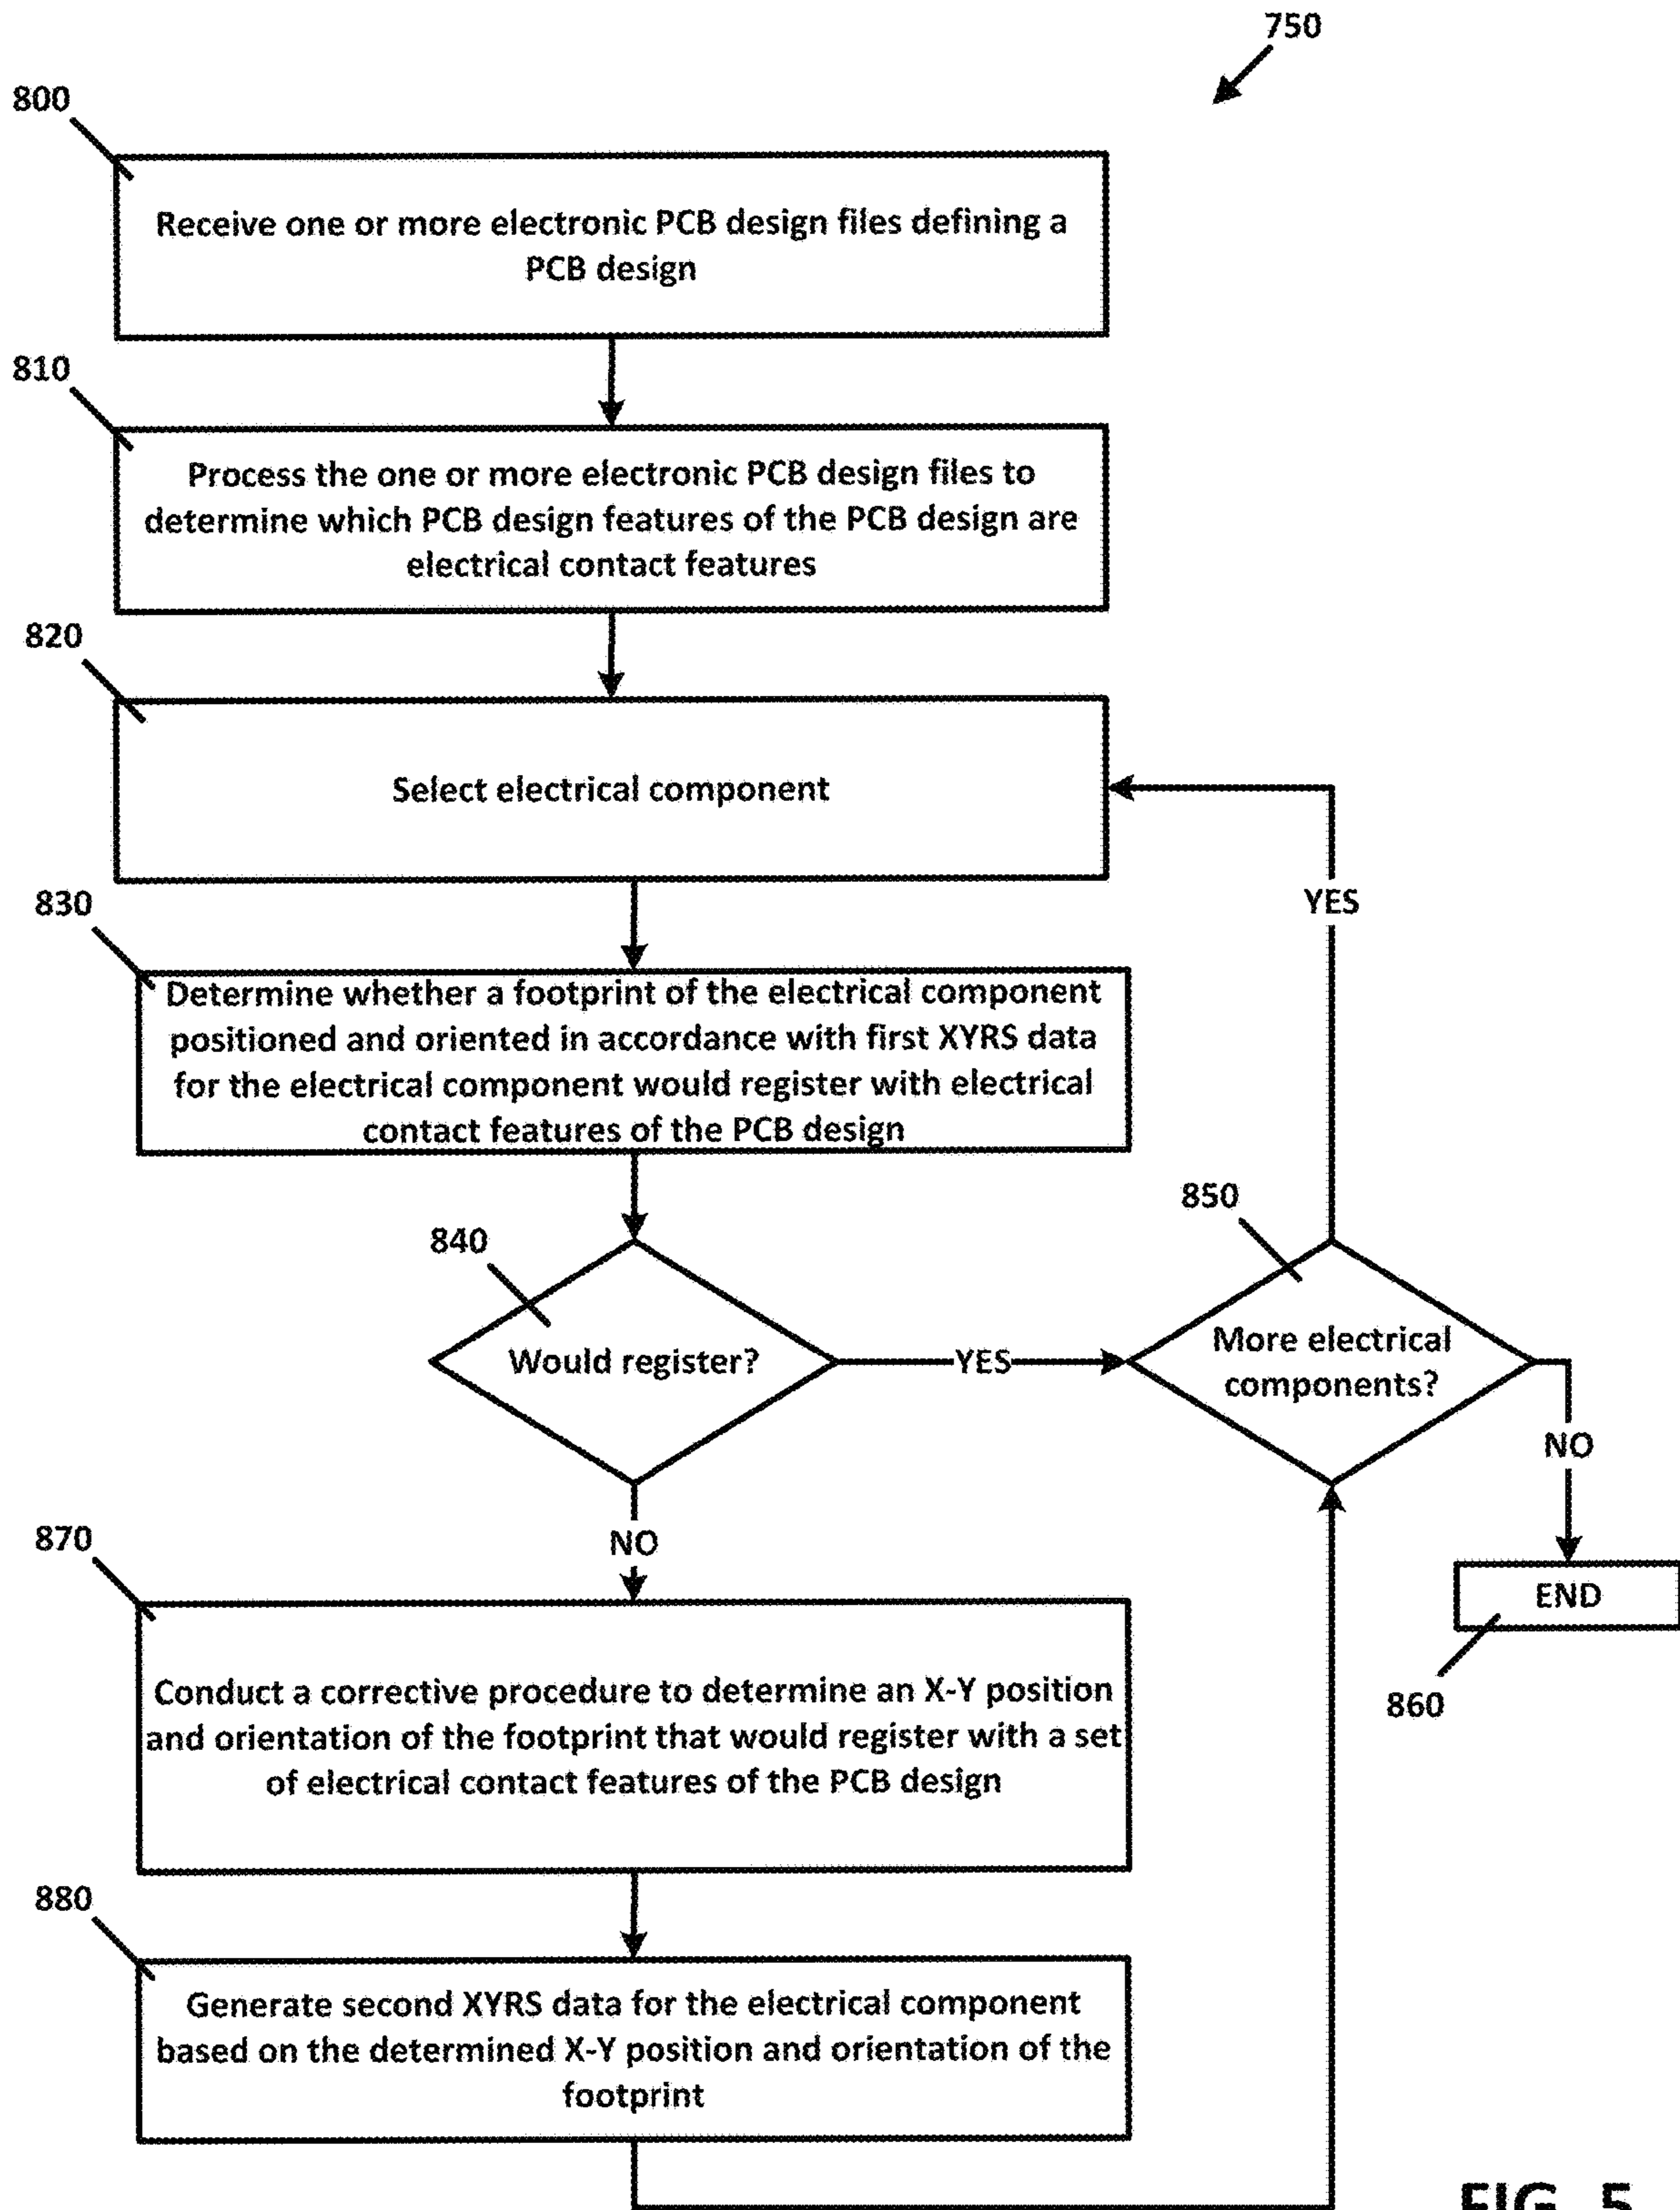 750
800
Receive one or more electronic PCB design files defining a
PCB design
810
Process the one or more electronic PCB design files to
determine which PCB design features of the PCB design are
electrical contact features
820
Select electrical component
YES
830
Determine whether a footprint of the electrical component
positioned and oriented in accordance with first XYRS data
for the electrical component would register with electrical
contact features of the PCB design
840
Would register?
YES
850
More electrical
components?
NO
END
860
NO
870
Conduct a corrective procedure to determine an X-Y position
and orientation of the footprint that would register with a set
of electrical contact features of the PCB design
880
Generate second XYRS data for the electrical component
based on the determined X-Y position and orientation of the
footprint
FIG. 5